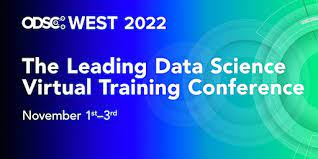 ODSC WEST 2022
The Leading Data Science
Virtual Training Conference
November 1st–3rd